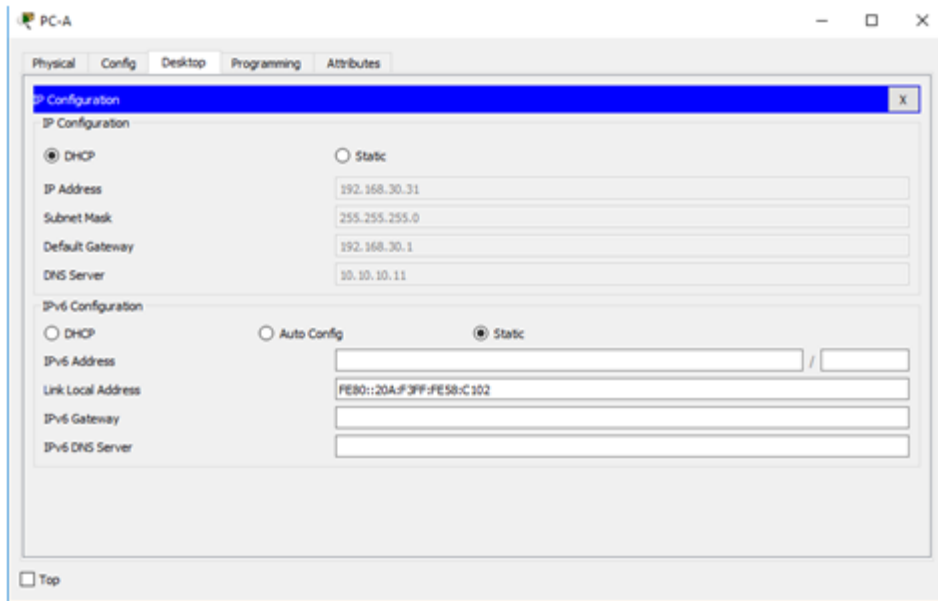 PC-A
Physical Config Desktop Programming Attributes
IP Configuration X
IP Configuration
DHCP Static
IP Address 192.168.30.31
Subnet Mask 255.255.255.0
Default Gateway 192.168.30.1
DNS Server 10.10.10.11
IPv6 Configuration
DHCP Auto Config Static
IPv6 Address /
Link Local Address FE80::20A:F3FF:FE58:C102
IPv6 Gateway
IPv6 DNS Server
Top